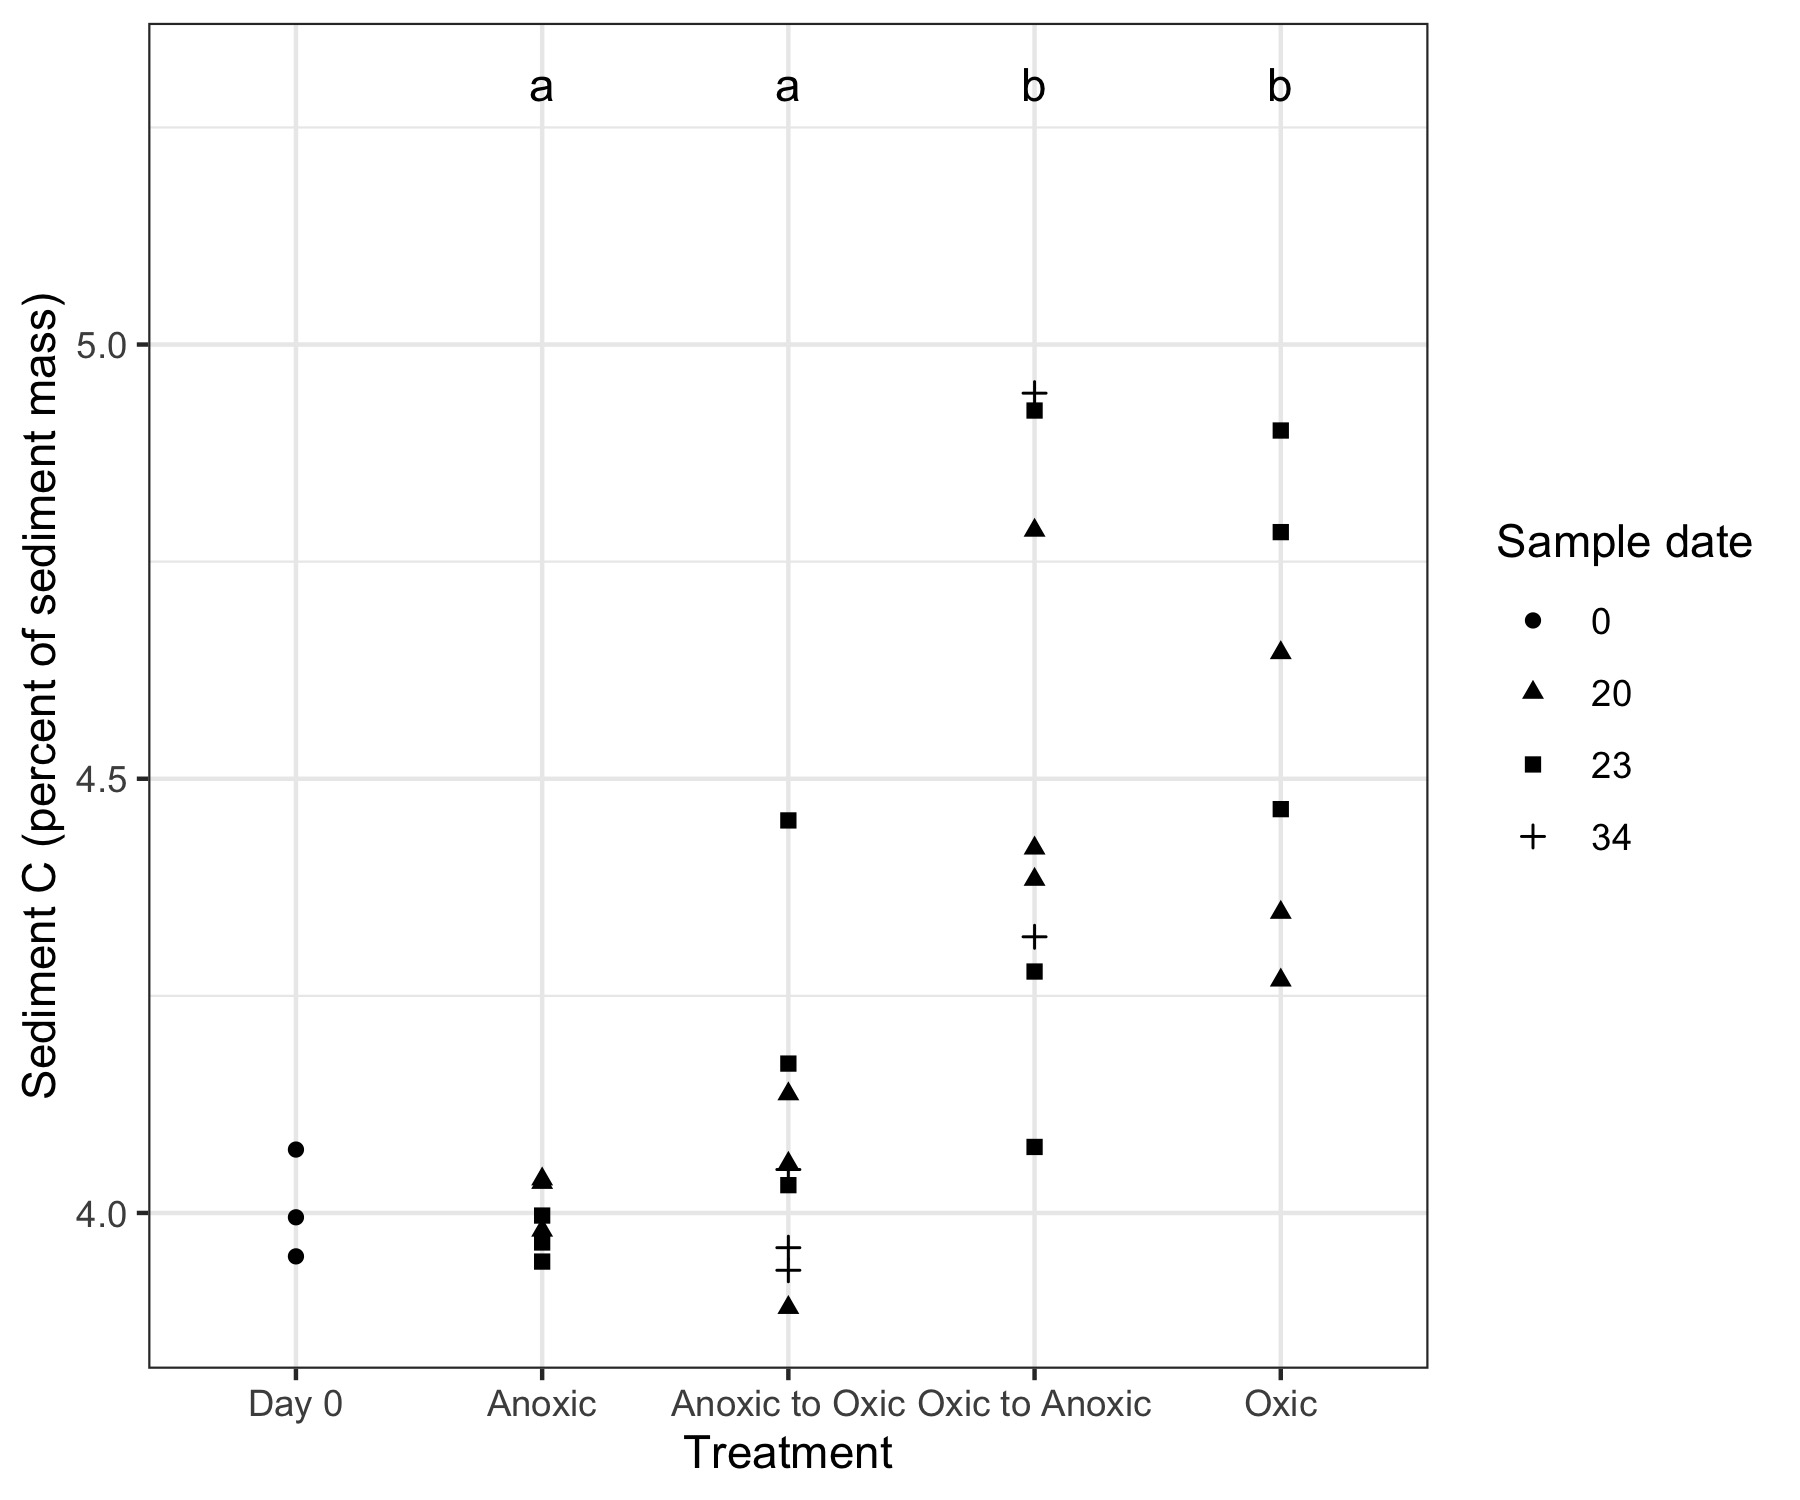 a a b b
Sediment C (percent of sediment mass)
5.0
4.5
4.0
Day 0 Anoxic Anoxic to Oxic Oxic to Anoxic Oxic
Treatment
Sample date
0
20
23
34